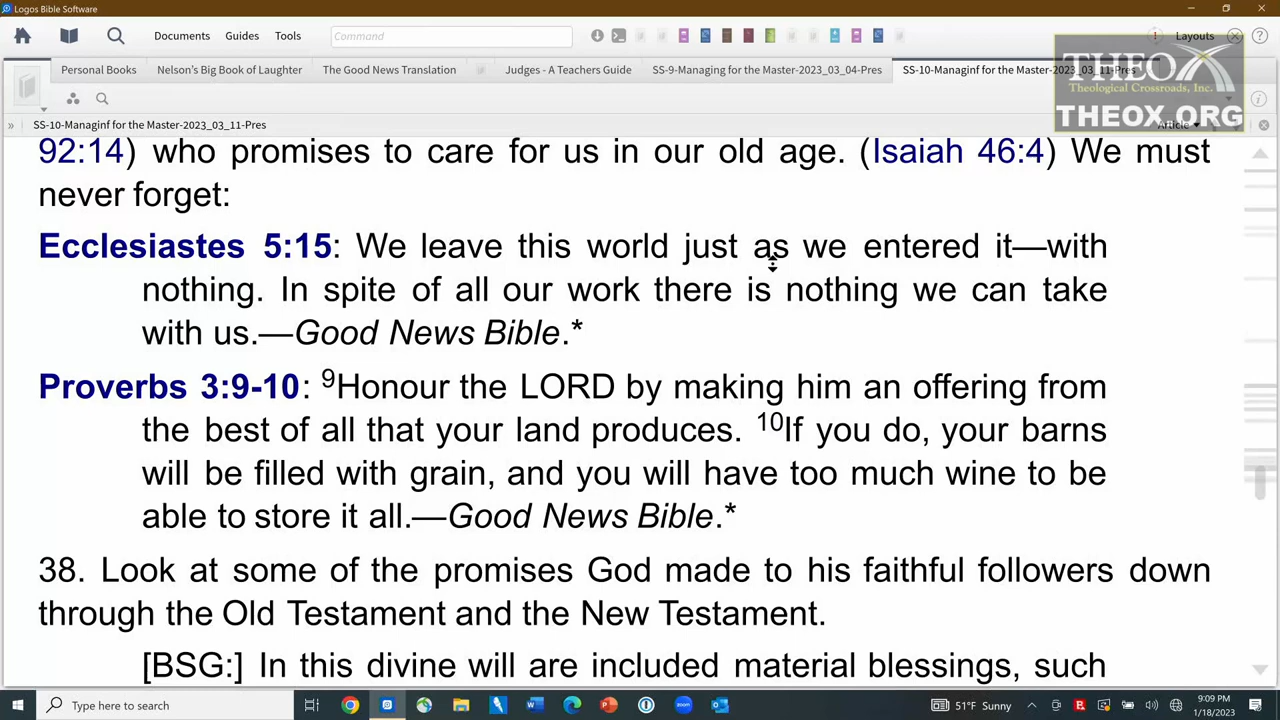 Logos Bible Software
Documents Guides Tools Command Layouts
Personal Books Nelson's Big Book of Laughter Judges - A Teachers Guide SS-9-Managing for the Master-2023_03_04-Pres SS-10-Managinf for the Master-2023_03_11-Pres
THEOX
Theological Crossroads, Inc.
THEOX.ORG
SS-10-Managinf for the Master-2023_03_11-Pres Article
92:14) who promises to care for us in our old age. (Isaiah 46:4) We must
never forget:
Ecclesiastes 5:15: We leave this world just as we entered it—with
nothing. In spite of all our work there is nothing we can take
with us.—Good News Bible.*
Proverbs 3:9-10: 9Honour the LORD by making him an offering from
the best of all that your land produces. 10If you do, your barns
will be filled with grain, and you will have too much wine to be
able to store it all.—Good News Bible.*
38. Look at some of the promises God made to his faithful followers down
through the Old Testament and the New Testament.
[BSG:] In this divine will are included material blessings, such
Type here to search 51°F Sunny 9:09 PM
1/18/2023